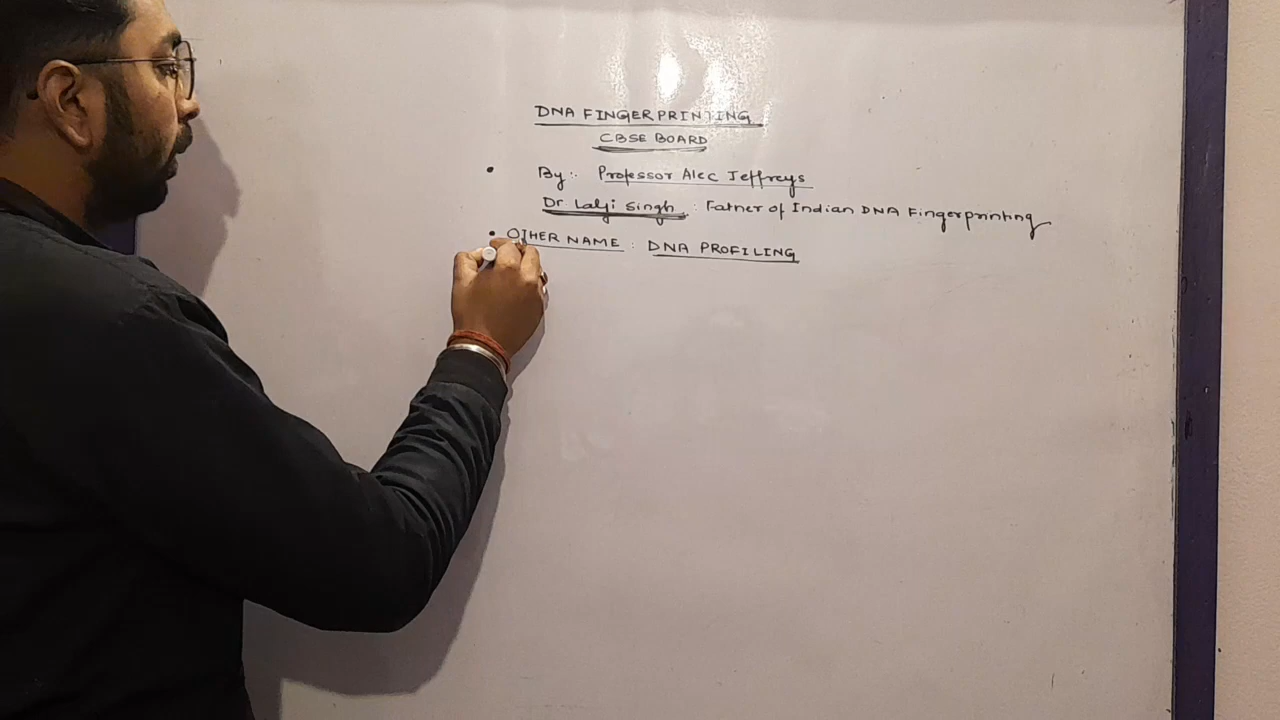 DNA FINGERPRINTING
CBSE BOARD
• By:- Professor Alec Jeffreys
Dr. Lalji Singh : Father of Indian DNA Fingerprinting
• OTHER NAME : DNA PROFILING